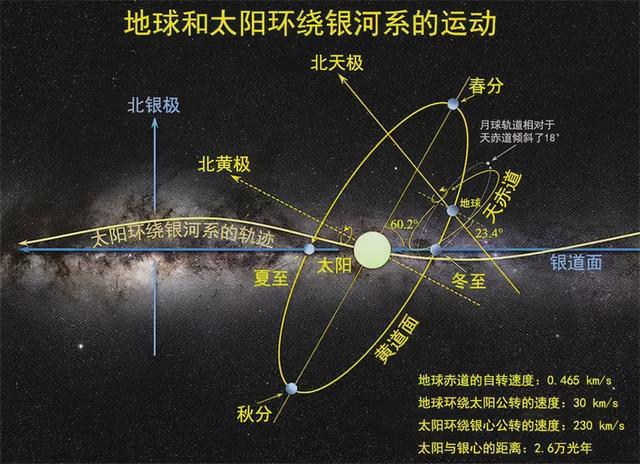 地球和太阳环绕银河系的运动
北天极
春分
北银极
月球轨道相对于
天赤道倾斜了18°
北黄极
地球
天赤道
60.2°
23.4°
太阳环绕银河系的轨迹
银道面
夏至
太阳
冬至
黄道面
秋分
地球赤道的自转速度：0.465 km/s
地球环绕太阳公转的速度：30 km/s
太阳环绕银心公转的速度：230 km/s
太阳与银心的距离：2.6万光年